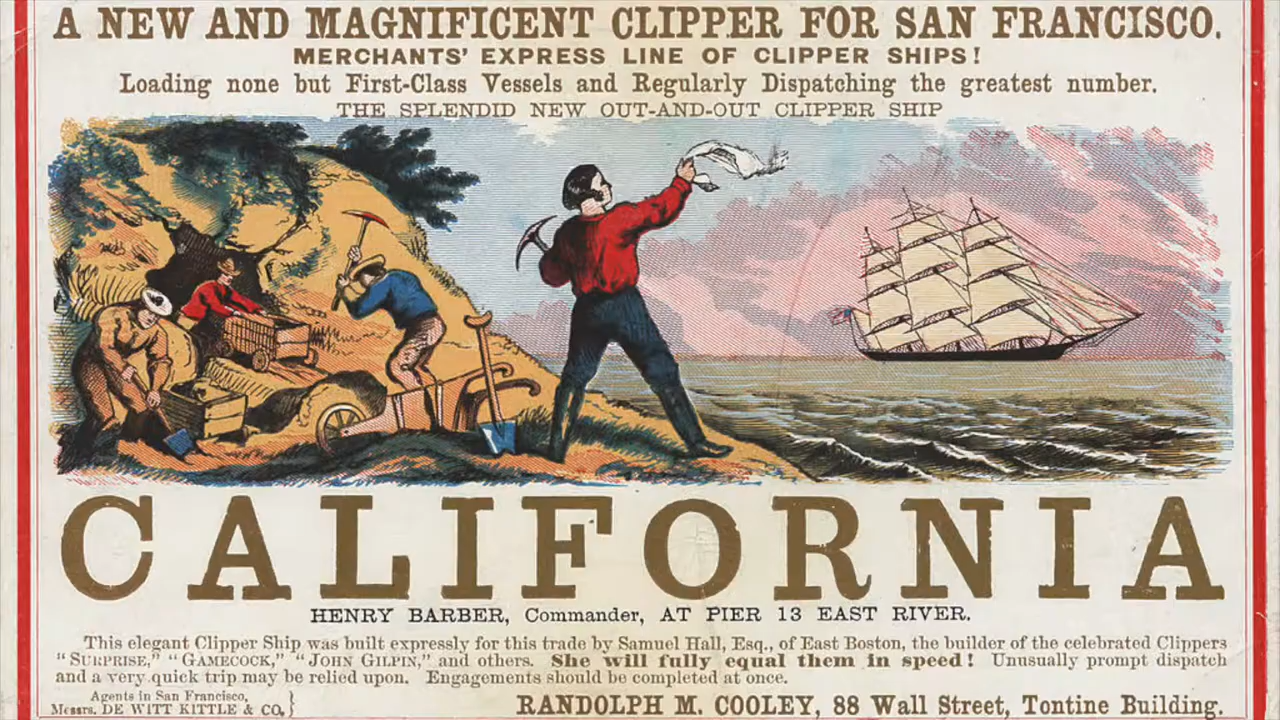 A NEW AND MAGNIFICENT CLIPPER FOR SAN FRANCISCO.
MERCHANTS' EXPRESS LINE OF CLIPPER SHIPS!
Loading none but First-Class Vessels and Regularly Dispatching the greatest number.
THE SPLENDID NEW OUT-AND-OUT CLIPPER SHIP
CALIFORNIA
HENRY BARBER, Commander, AT PIER 13 EAST RIVER.
This elegant Clipper Ship was built expressly for this trade by Samuel Hall, Esq., of East Boston, the builder of the celebrated Clippers
"SURPRISE," "GAMECOCK," "JOHN GILPIN," and others. She will fully equal them in speed! Unusually prompt dispatch
and a very quick trip may be relied upon. Engagements should be completed at once.
Agents in San Francisco,
Messrs. DE WITT KITTLE & CO.
RANDOLPH M. COOLEY, 88 Wall Street, Tontine Building.